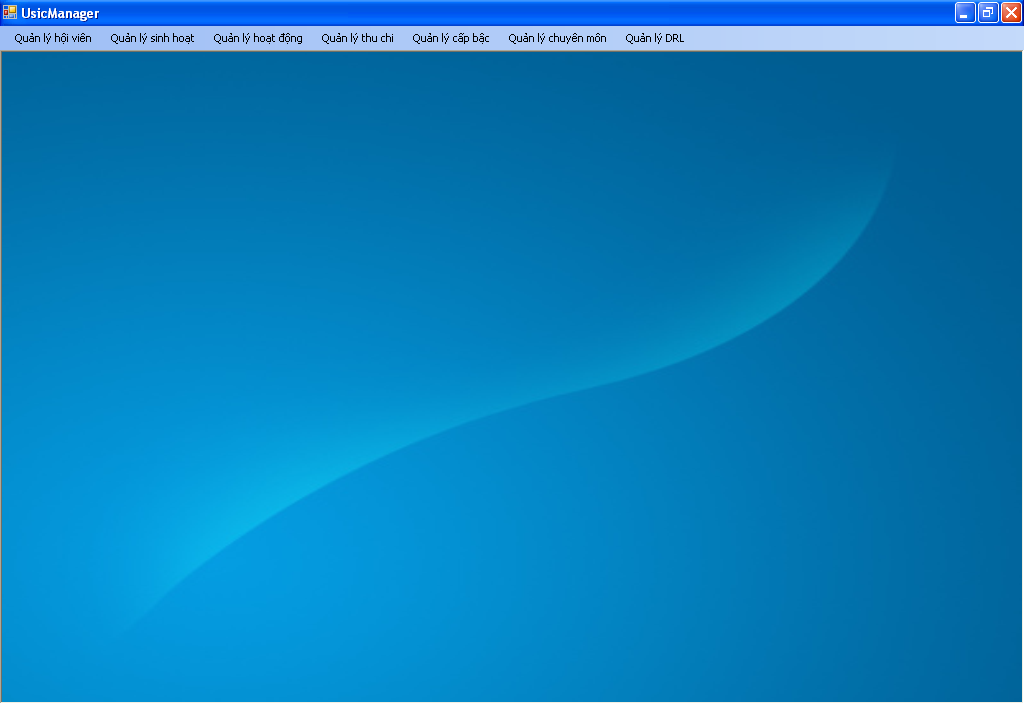 UsicManager
Quản lý hội viên Quản lý sinh hoạt Quản lý hoạt động Quản lý thu chi Quản lý cấp bậc Quản lý chuyên môn Quản lý DRL